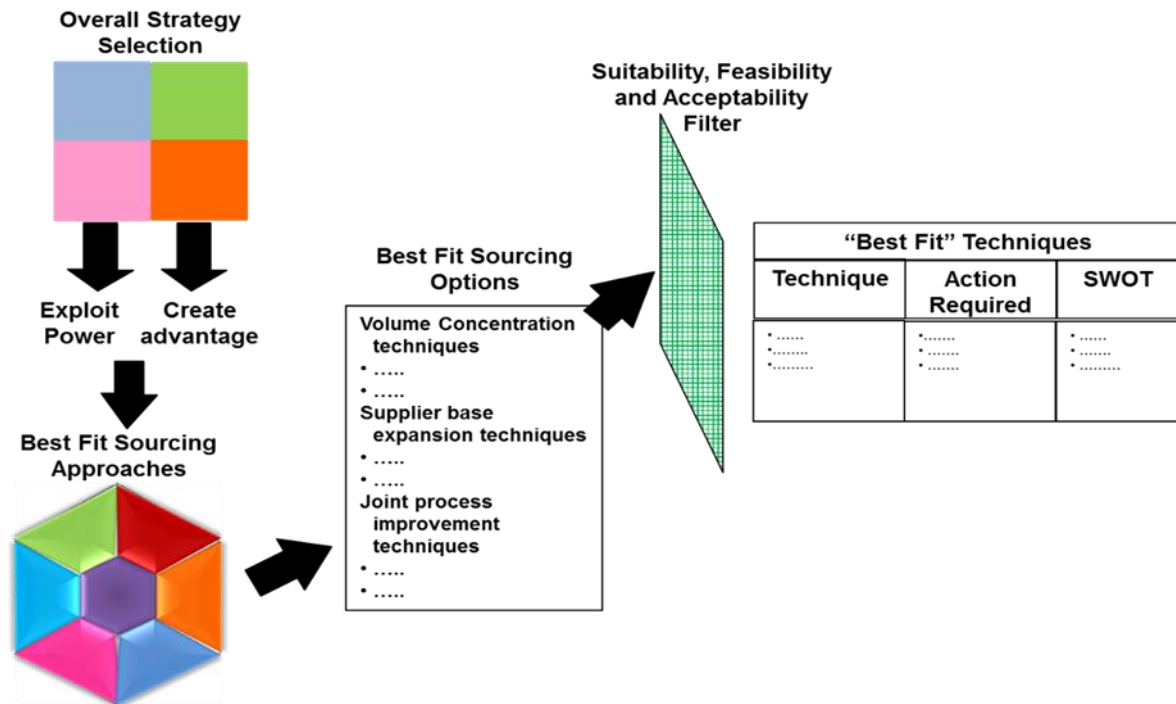 Overall Strategy
Selection
Exploit
Power
Create
advantage
Best Fit Sourcing
Approaches
Best Fit Sourcing
Options
Volume Concentration
techniques
• .....
• .....
Supplier base
expansion techniques
• .....
• .....
Joint process
improvement
techniques
• .....
• .....
Suitability, Feasibility
and Acceptability
Filter
“Best Fit” Techniques
Technique
Action
Required
SWOT
• ......
• ........
• .........
• .......
• .......
• .......
• ......
• ......
• .........